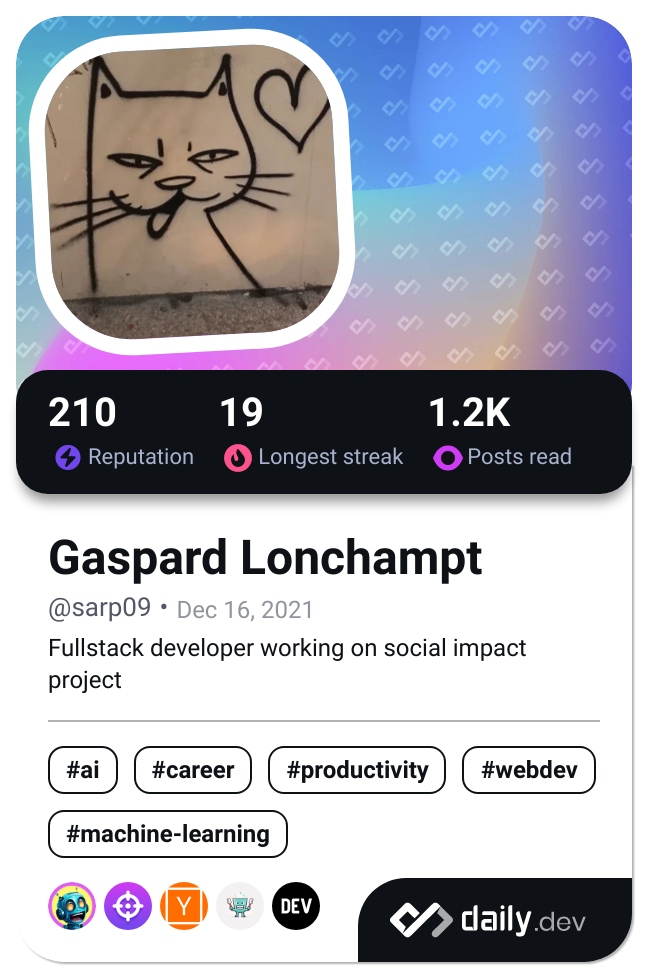 210 19 1.2K
Reputation Longest streak Posts read
Gaspard Lonchampt
@sarp09 • Dec 16, 2021
Fullstack developer working on social impact
project
#ai #career #productivity #webdev
#machine-learning
Y DEV
daily.dev